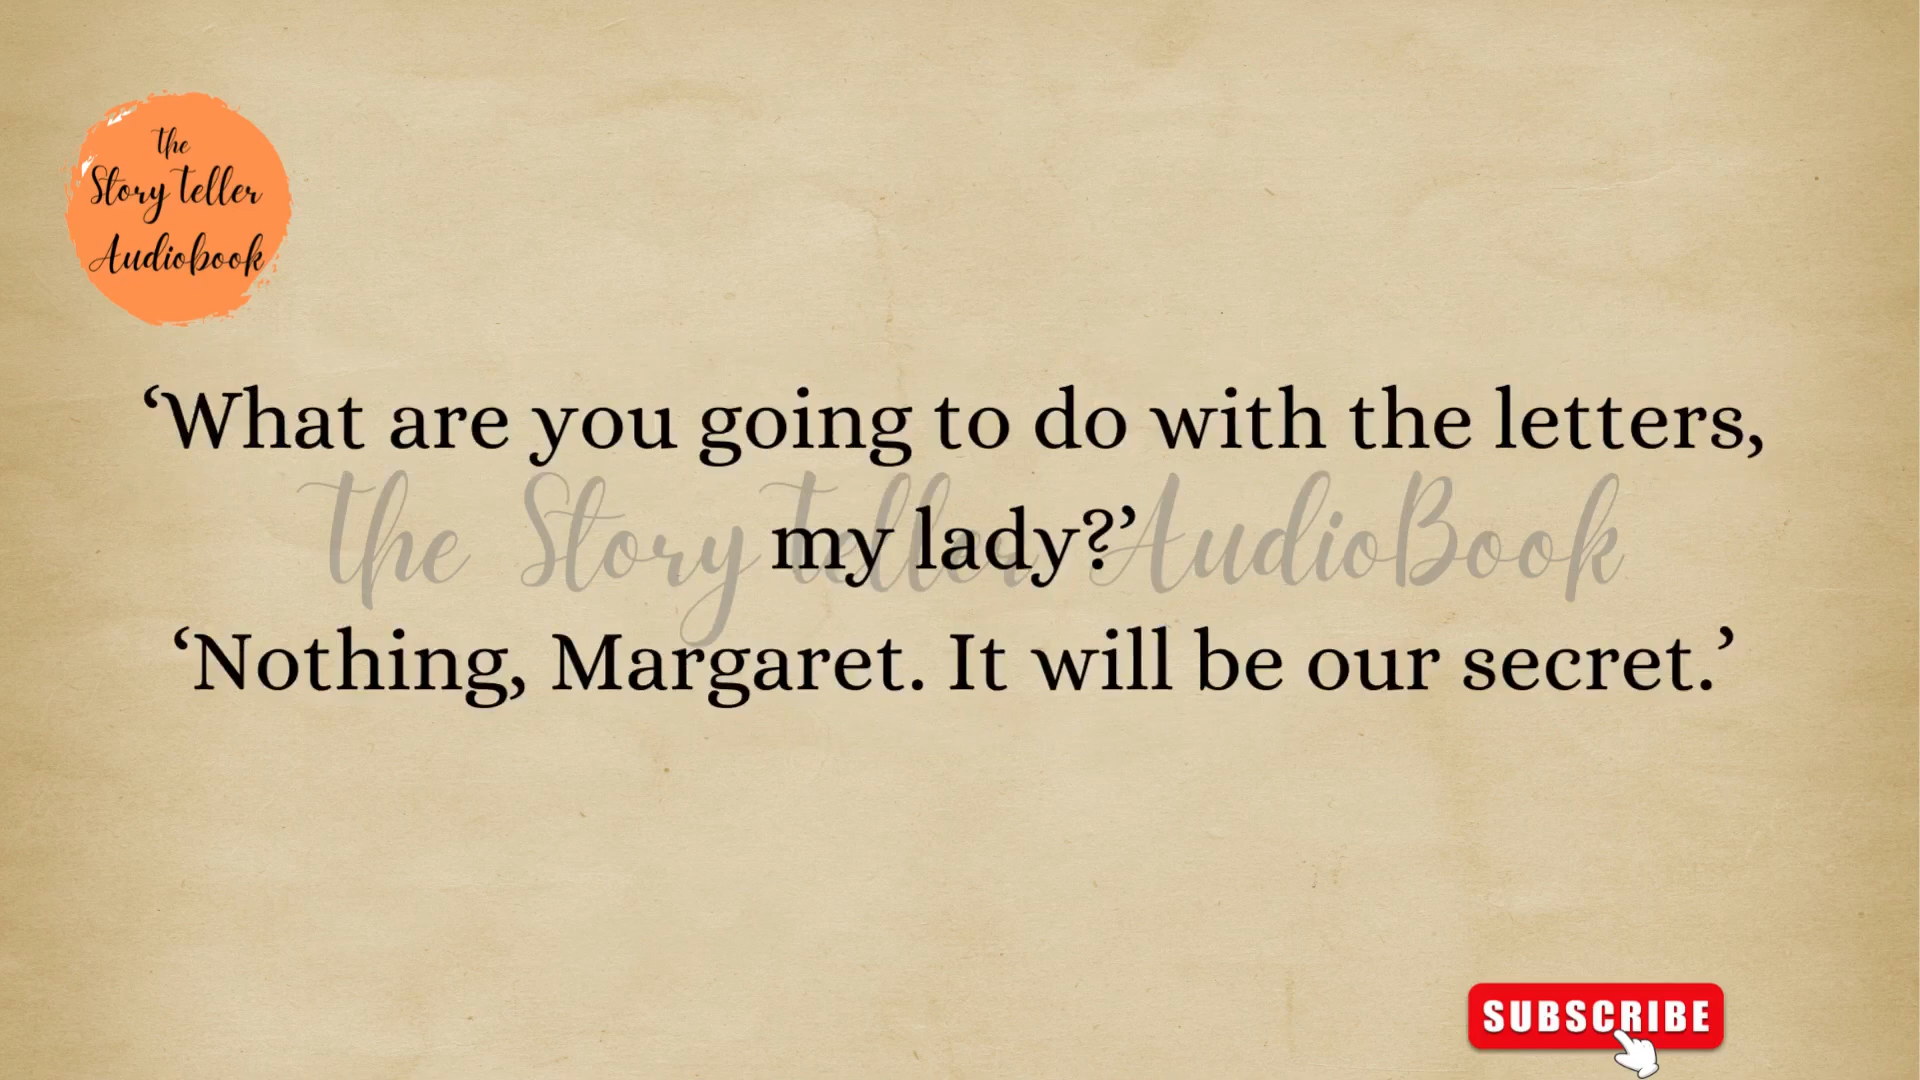 the
Story Teller
Audiobook
‘What are you going to do with the letters,
the Story Teller AudioBook
my lady?’
‘Nothing, Margaret. It will be our secret.’
SUBSCRIBE